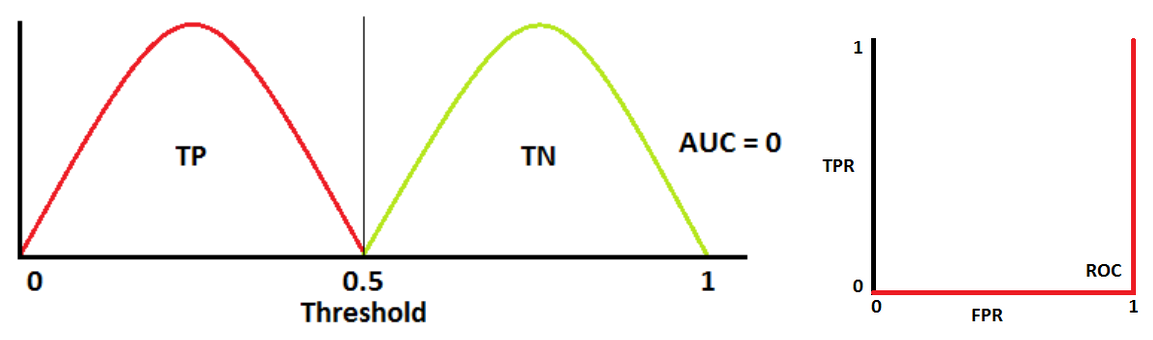 TP
TN
AUC = 0
0
0.5
1
Threshold
1
TPR
0
ROC
0
1
FPR